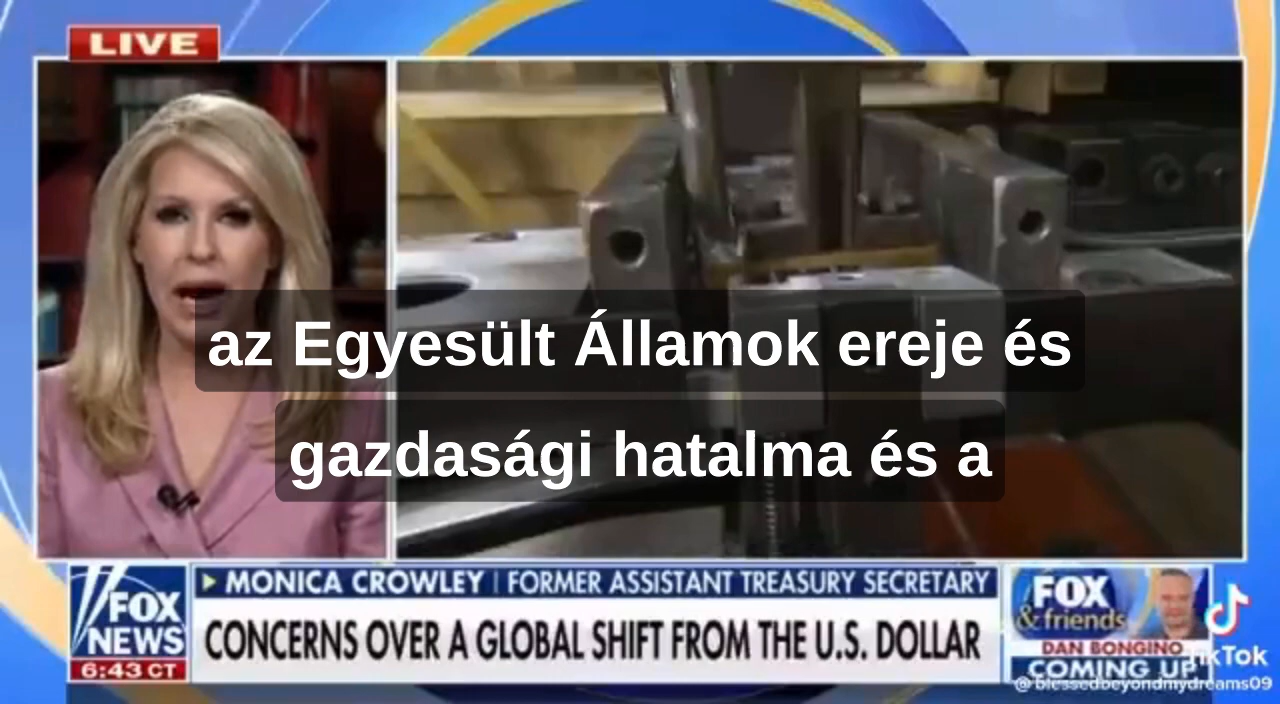 LIVE
az Egyesült Államok ereje és
gazdasági hatalma és a
MONICA CROWLEY | FORMER ASSISTANT TREASURY SECRETARY
CONCERNS OVER A GLOBAL SHIFT FROM THE U.S. DOLLAR
FOX
NEWS
6:43 CT
FOX
& friends
DAN BONGINO
COMING UP
TikTok
@blessedbeyondmydreams09